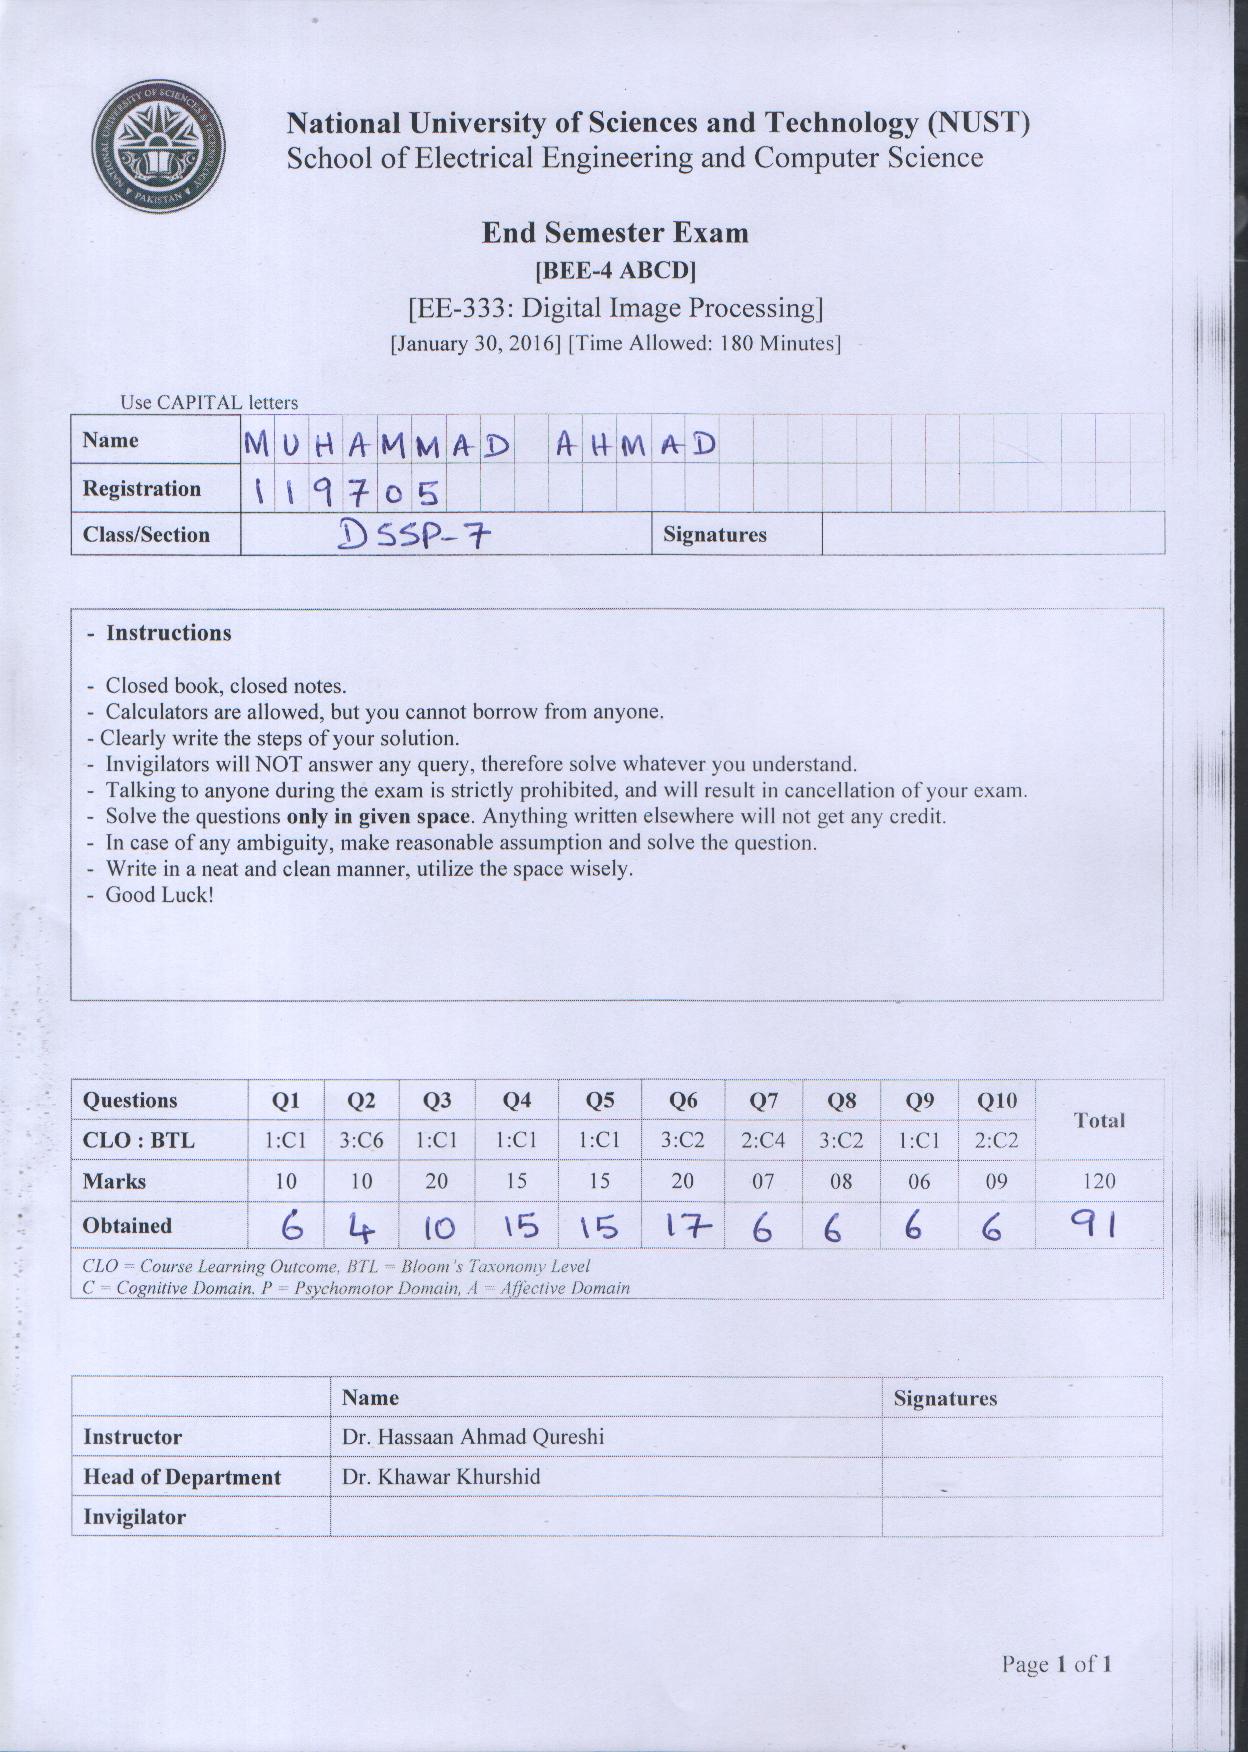 NATIONAL UNIVERSITY OF SCIENCES & TECHNOLOGY
PAKISTAN
National University of Sciences and Technology (NUST)
School of Electrical Engineering and Computer Science
End Semester Exam
[BEE-4 ABCD]
[EE-333: Digital Image Processing]
[January 30, 2016] [Time Allowed: 180 Minutes]
Use CAPITAL letters
Name MUHAMMAD AHMAD
Registration 119705
Class/Section DSSP-7 Signatures
- Instructions
- Closed book, closed notes.
- Calculators are allowed, but you cannot borrow from anyone.
- Clearly write the steps of your solution.
- Invigilators will NOT answer any query, therefore solve whatever you understand.
- Talking to anyone during the exam is strictly prohibited, and will result in cancellation of your exam.
- Solve the questions only in given space. Anything written elsewhere will not get any credit.
- In case of any ambiguity, make reasonable assumption and solve the question.
- Write in a neat and clean manner, utilize the space wisely.
- Good Luck!
Questions Q1 Q2 Q3 Q4 Q5 Q6 Q7 Q8 Q9 Q10 Total
CLO : BTL 1:C1 3:C6 1:C1 1:C1 1:C1 3:C2 2:C4 3:C2 1:C1 2:C2
Marks 10 10 20 15 15 20 07 08 06 09 120
Obtained 6 4 10 15 15 17 6 6 6 6 91
CLO = Course Learning Outcome, BTL = Bloom's Taxonomy Level
C = Cognitive Domain. P = Psychomotor Domain, A = Affective Domain
Name Signatures
Instructor Dr. Hassaan Ahmad Qureshi
Head of Department Dr. Khawar Khurshid
Invigilator
Page 1 of 1